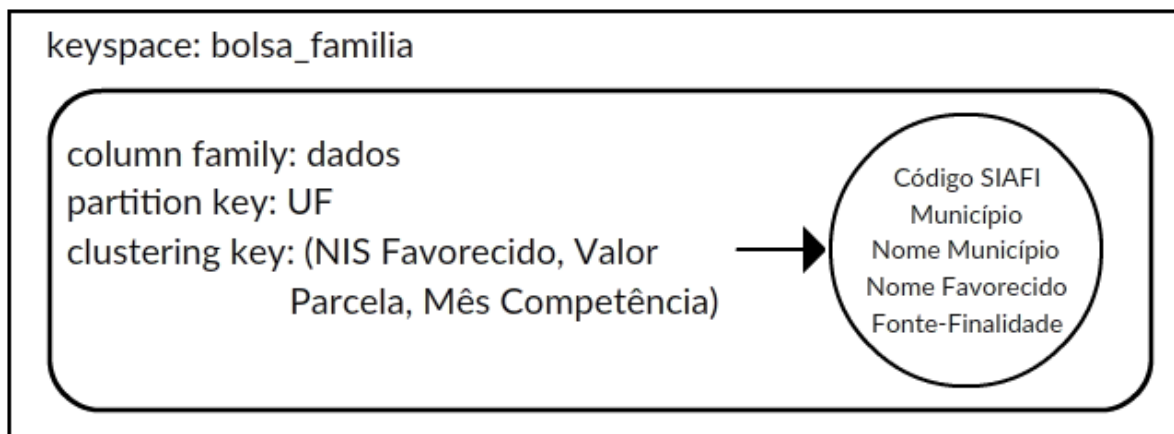 keyspace: bolsa_familia
column family: dados
partition key: UF
clustering key: (NIS Favorecido, Valor
Parcela, Mês Competência)
Código SIAFI
Município
Nome Município
Nome Favorecido
Fonte-Finalidade